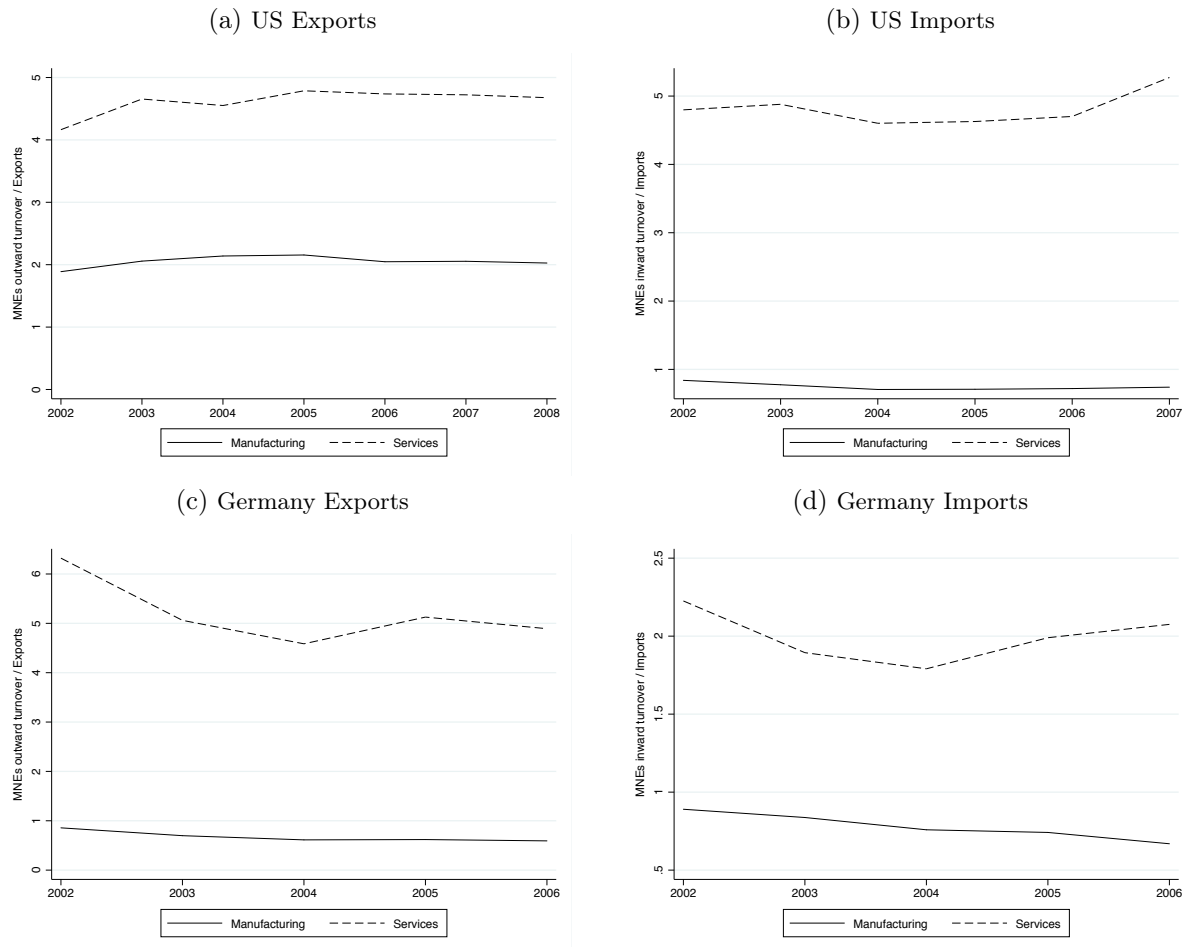 (a) US Exports
MNEs outward turnover / Exports
5
4
3
2
1
0
2002 2003 2004 2005 2006 2007 2008
Manufacturing Services
(b) US Imports
MNEs inward turnover / Imports
5
4
3
2
1
2002 2003 2004 2005 2006 2007
Manufacturing Services
(c) Germany Exports
MNEs outward turnover / Exports
6
5
4
3
2
1
0
2002 2003 2004 2005 2006
Manufacturing Services
(d) Germany Imports
MNEs inward turnover / Imports
2.5
2
1.5
1
.5
2002 2003 2004 2005 2006
Manufacturing Services